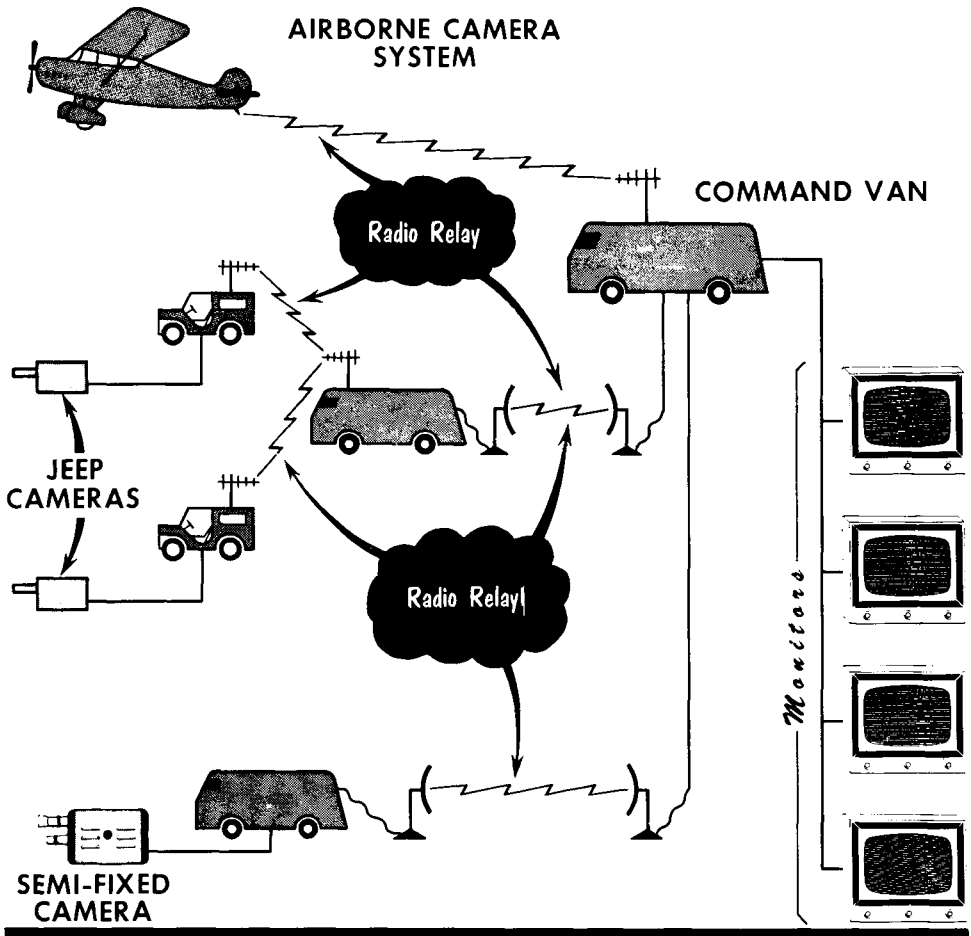 AIRBORNE CAMERA
SYSTEM
COMMAND VAN
Radio Relay
JEEP
CAMERAS
Radio Relay
Monitors
SEMI-FIXED
CAMERA